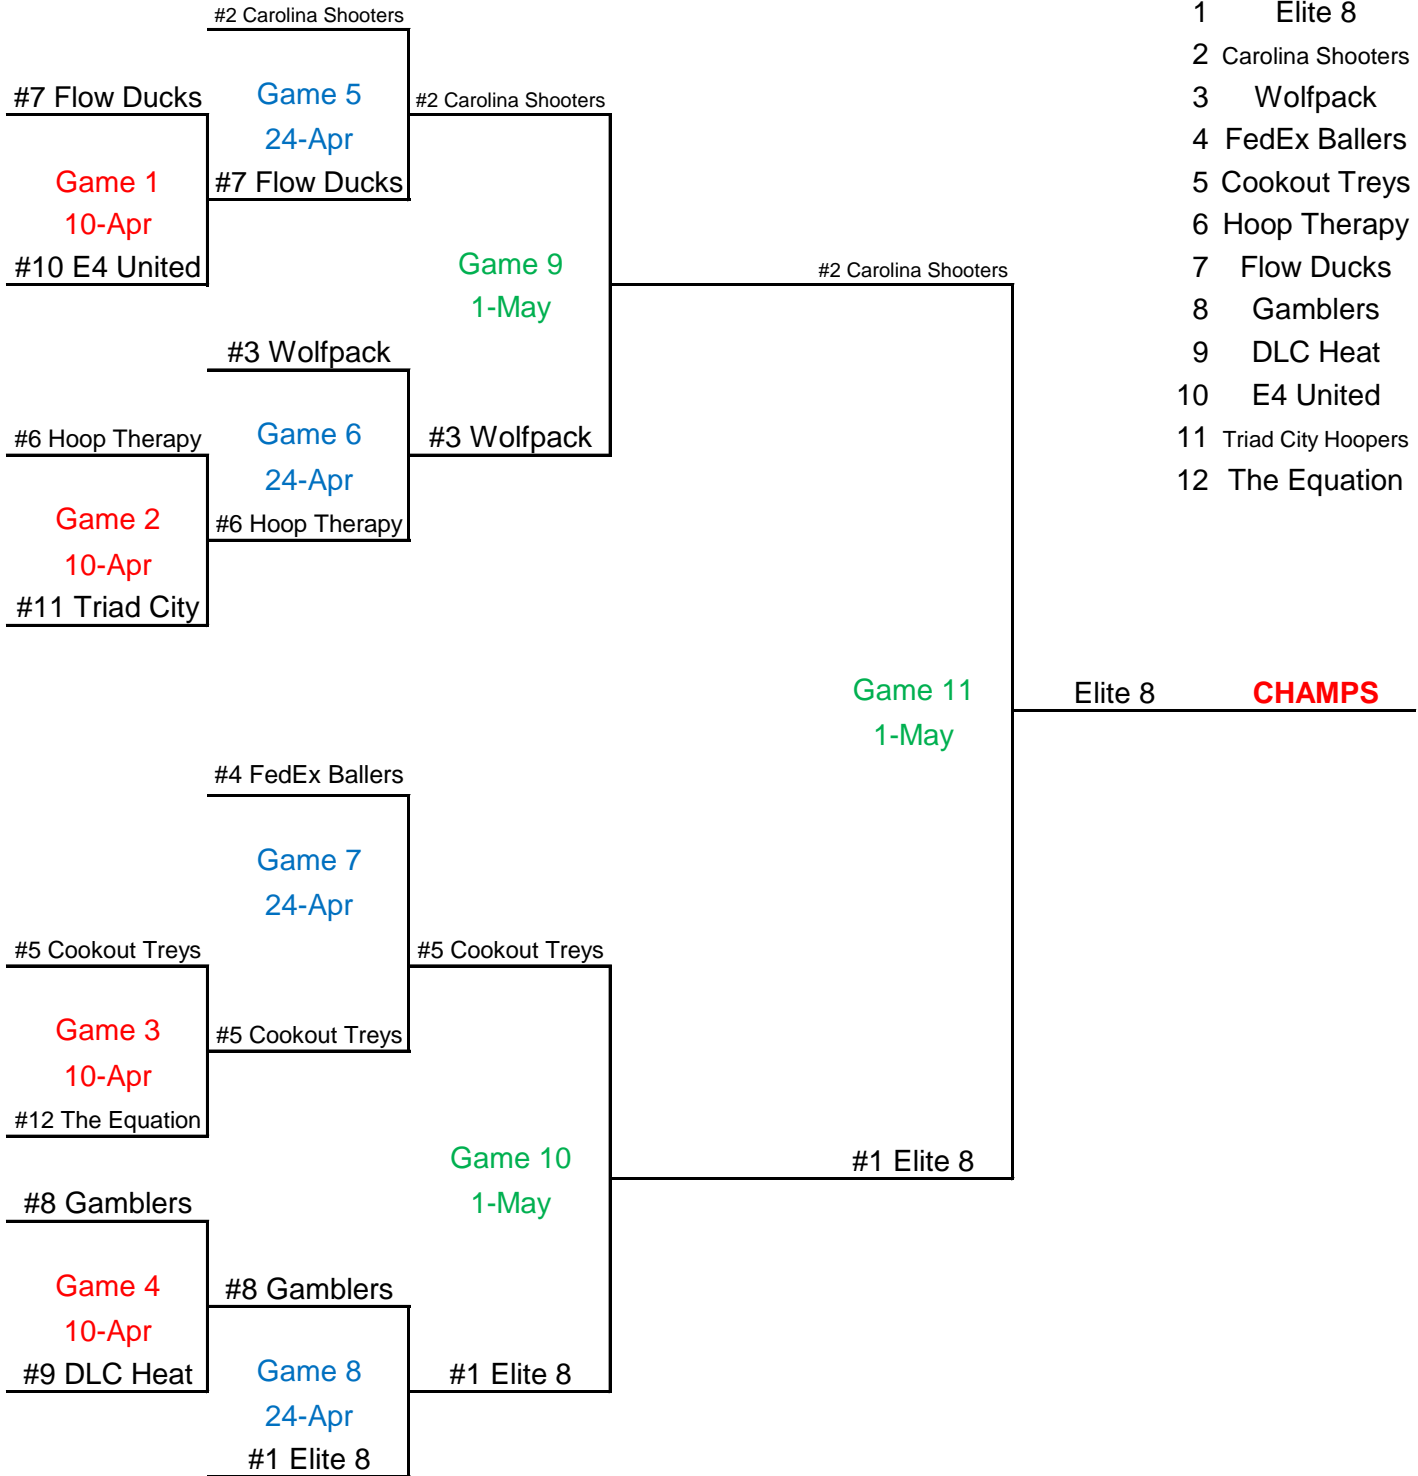 #2 Carolina Shooters
1 Elite 8
2 Carolina Shooters
#7 Flow Ducks
Game 5
#2 Carolina Shooters
3 Wolfpack
24-Apr
4 FedEx Ballers
Game 1
#7 Flow Ducks
5 Cookout Treys
10-Apr
6 Hoop Therapy
#10 E4 United
Game 9
#2 Carolina Shooters
7 Flow Ducks
1-May
8 Gamblers
#3 Wolfpack
9 DLC Heat
10 E4 United
#6 Hoop Therapy
Game 6
#3 Wolfpack
11 Triad City Hoopers
24-Apr
12 The Equation
Game 2
#6 Hoop Therapy
10-Apr
#11 Triad City
Game 11
Elite 8
CHAMPS
1-May
#4 FedEx Ballers
Game 7
24-Apr
#5 Cookout Treys
#5 Cookout Treys
Game 3
#5 Cookout Treys
10-Apr
#12 The Equation
Game 10
#1 Elite 8
1-May
#8 Gamblers
Game 4
#8 Gamblers
10-Apr
#9 DLC Heat
Game 8
#1 Elite 8
24-Apr
#1 Elite 8